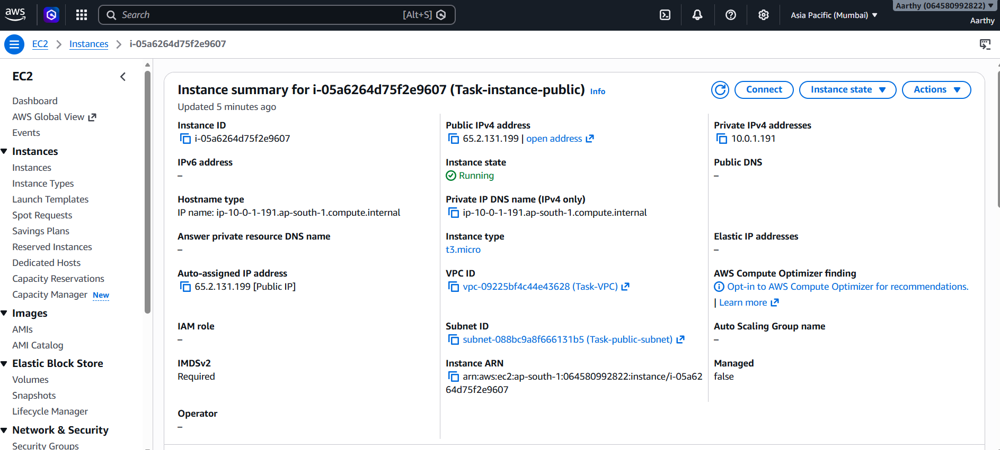 aws
Search
[Alt+S]
Asia Pacific (Mumbai)
Aarthy (064580992822)
Aarthy
EC2
Instances
i-05a6264d75f2e9607
EC2
Dashboard
AWS Global View
Events
Instances
Instances
Instance Types
Launch Templates
Spot Requests
Savings Plans
Reserved Instances
Dedicated Hosts
Capacity Reservations
Capacity Manager New
Images
AMIs
AMI Catalog
Elastic Block Store
Volumes
Snapshots
Lifecycle Manager
Network & Security
Security Groups
Instance summary for i-05a6264d75f2e9607 (Task-instance-public) Info
Updated 5 minutes ago
Connect
Instance state
Actions
Instance ID
i-05a6264d75f2e9607
Public IPv4 address
65.2.131.199 | open address
Private IPv4 addresses
10.0.1.191
IPv6 address
–
Instance state
Running
Public DNS
–
Hostname type
IP name: ip-10-0-1-191.ap-south-1.compute.internal
Private IP DNS name (IPv4 only)
ip-10-0-1-191.ap-south-1.compute.internal
Answer private resource DNS name
–
Instance type
t3.micro
Elastic IP addresses
–
Auto-assigned IP address
65.2.131.199 [Public IP]
VPC ID
vpc-09225bf4c44e43628 (Task-VPC)
AWS Compute Optimizer finding
Opt-in to AWS Compute Optimizer for recommendations.
| Learn more
IAM role
–
Subnet ID
subnet-088bc9a8f666131b5 (Task-public-subnet)
Auto Scaling Group name
–
IMDSv2
Required
Instance ARN
arn:aws:ec2:ap-south-1:064580992822:instance/i-05a62
64d75f2e9607
Managed
false
Operator
–